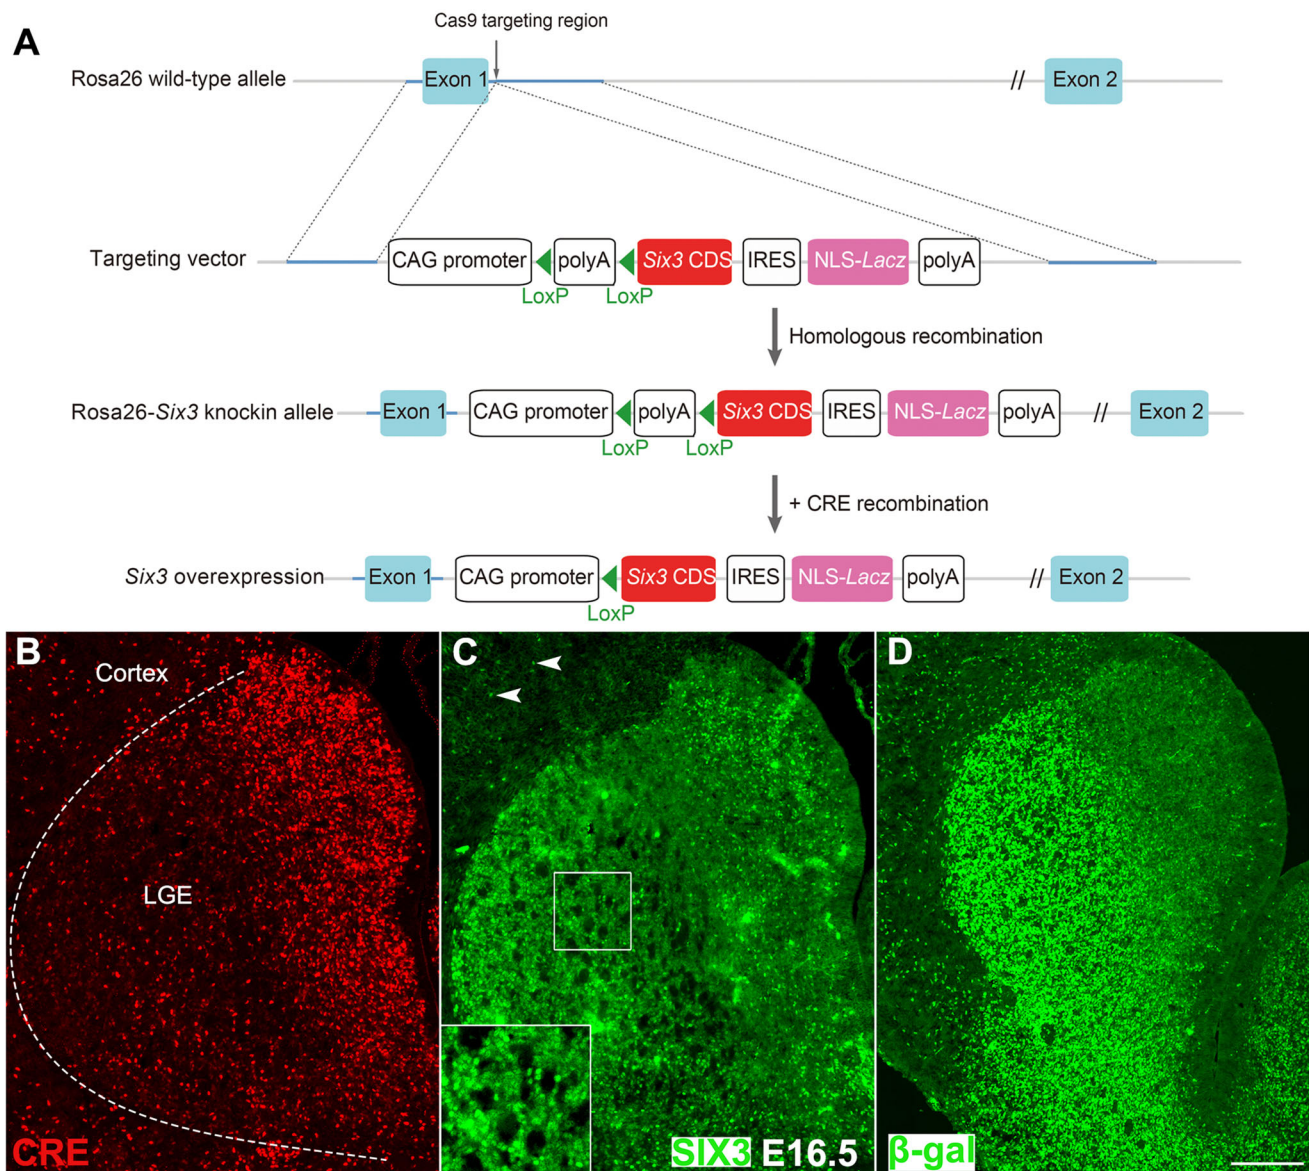 A
Cas9 targeting region
Rosa26 wild-type allele
Exon 1
//
Exon 2
Targeting vector
CAG promoter
polyA
Six3 CDS
IRES
NLS-Lacz
polyA
LoxP
LoxP
Homologous recombination
Rosa26-Six3 knockin allele
Exon 1
CAG promoter
polyA
Six3 CDS
IRES
NLS-Lacz
polyA
//
Exon 2
LoxP
LoxP
+ CRE recombination
Six3 overexpression
Exon 1
CAG promoter
Six3 CDS
IRES
NLS-Lacz
polyA
//
Exon 2
LoxP
B
Cortex
LGE
CRE
C
SIX3 E16.5
D
β-gal